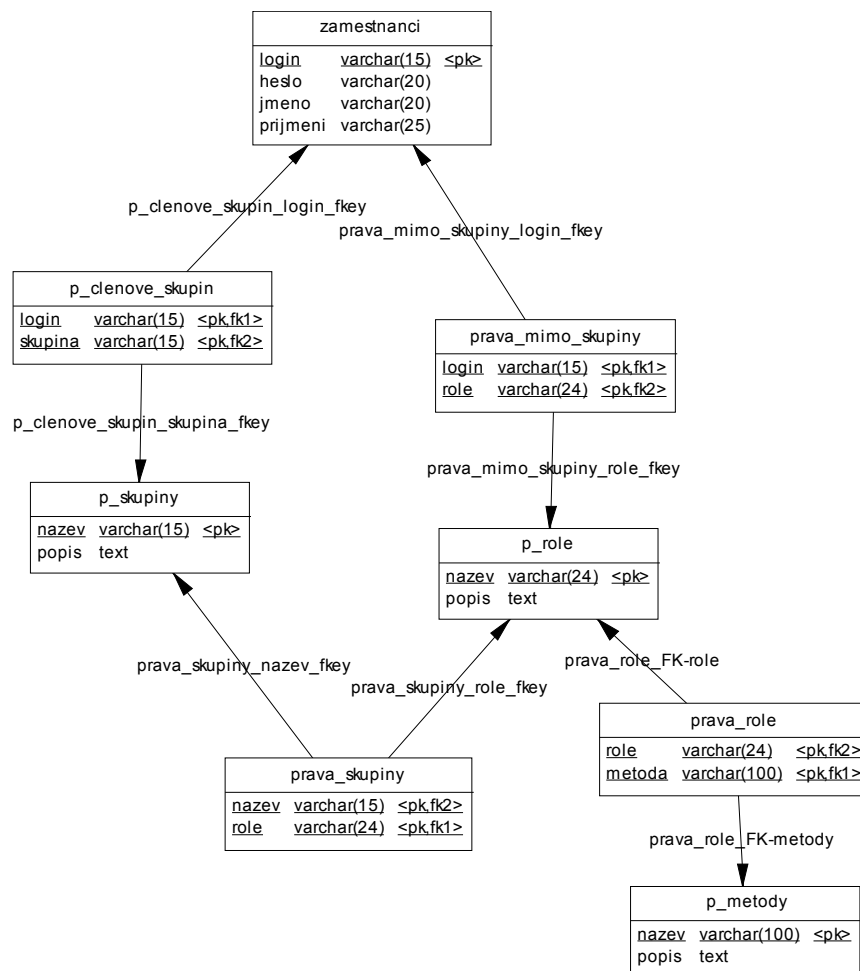 zamestnanci
login varchar(15) <pk>
heslo varchar(20)
jmeno varchar(20)
prijmeni varchar(25)
p_clenove_skupin_login_fkey
prava_mimo_skupiny_login_fkey
p_clenove_skupin
login varchar(15) <pk,fk1>
skupina varchar(15) <pk,fk2>
prava_mimo_skupiny
login varchar(15) <pk,fk1>
role varchar(24) <pk,fk2>
p_clenove_skupin_skupina_fkey
prava_mimo_skupiny_role_fkey
p_skupiny
nazev varchar(15) <pk>
popis text
p_role
nazev varchar(24) <pk>
popis text
prava_skupiny_nazev_fkey
prava_skupiny_role_fkey
prava_role_FK-role
prava_role
role varchar(24) <pk,fk2>
metoda varchar(100) <pk,fk1>
prava_skupiny
nazev varchar(15) <pk,fk2>
role varchar(24) <pk,fk1>
prava_role_FK-metody
p_metody
nazev varchar(100) <pk>
popis text